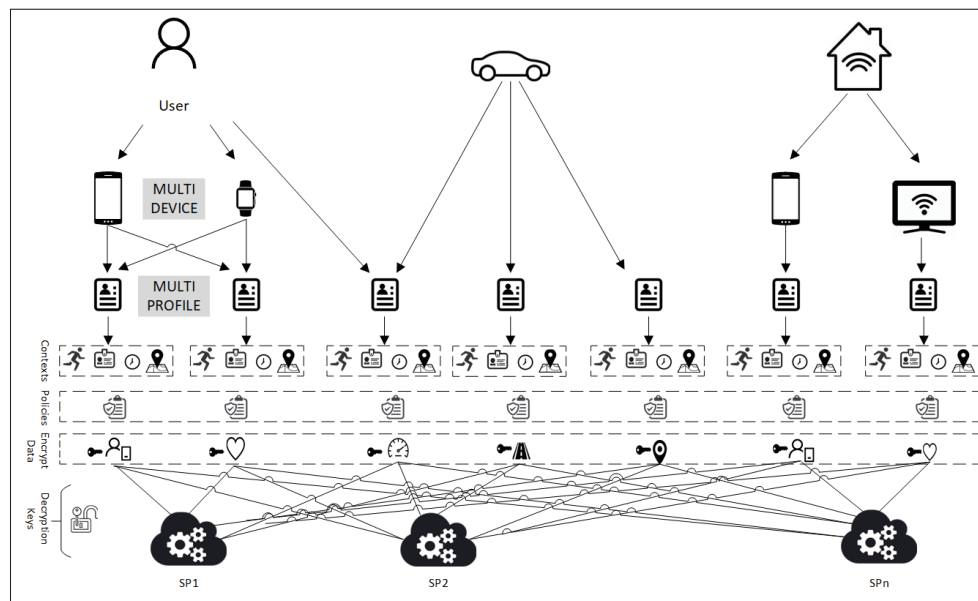 User
MULTI
DEVICE
MULTI
PROFILE
Contexts
Policies
Encrypt
Data
Decryption
Keys
SP1
SP2
SPn